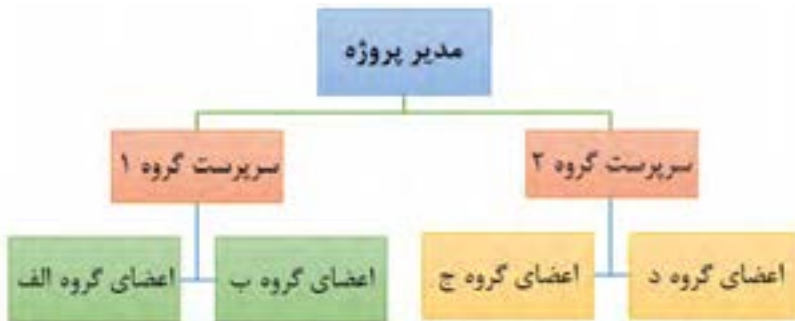 مدیر پروژه
سرپرست گروه ۲
سرپرست گروه ۱
اعضای گروه د
اعضای گروه ج
اعضای گروه ب
اعضای گروه الف